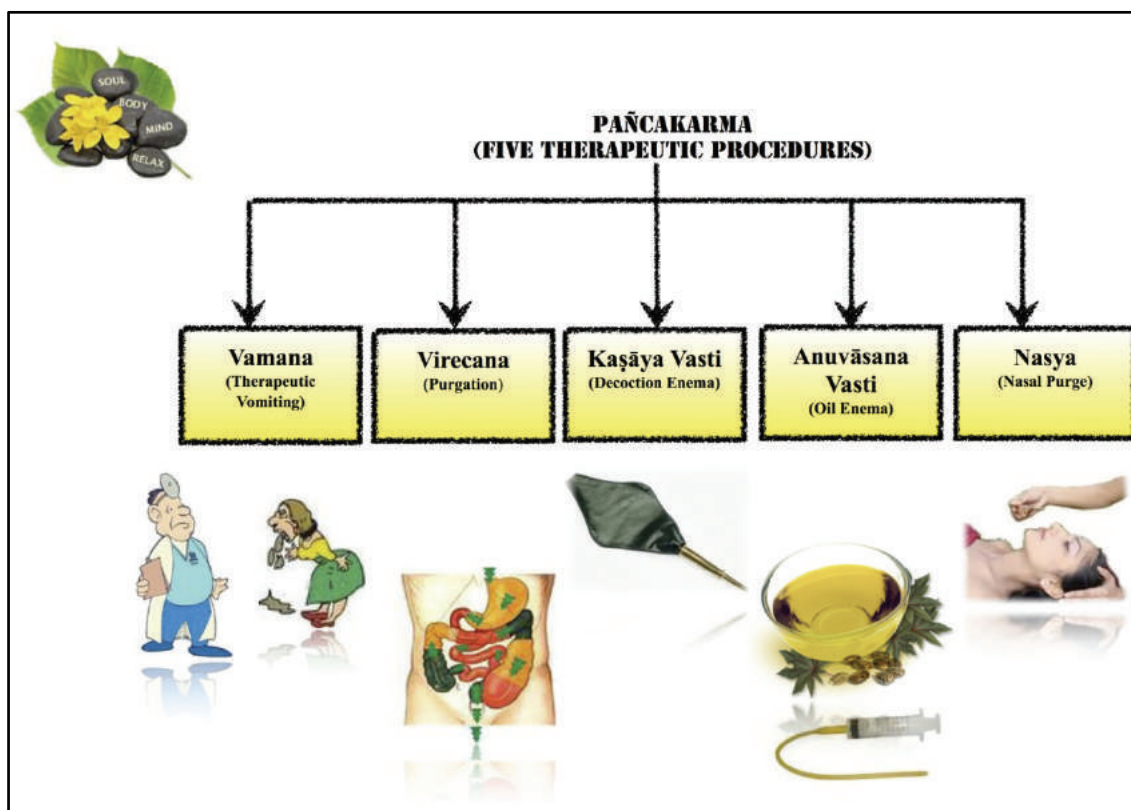 SOUL
BODY
MIND
RELAX
PAÑCAKARMA
(FIVE THERAPEUTIC PROCEDURES)
Vamana
(Therapeutic
Vomiting)
Virecana
(Purgation)
Kaṣāya Vasti
(Decoction Enema)
Anuvāsana
Vasti
(Oil Enema)
Nasya
(Nasal Purge)